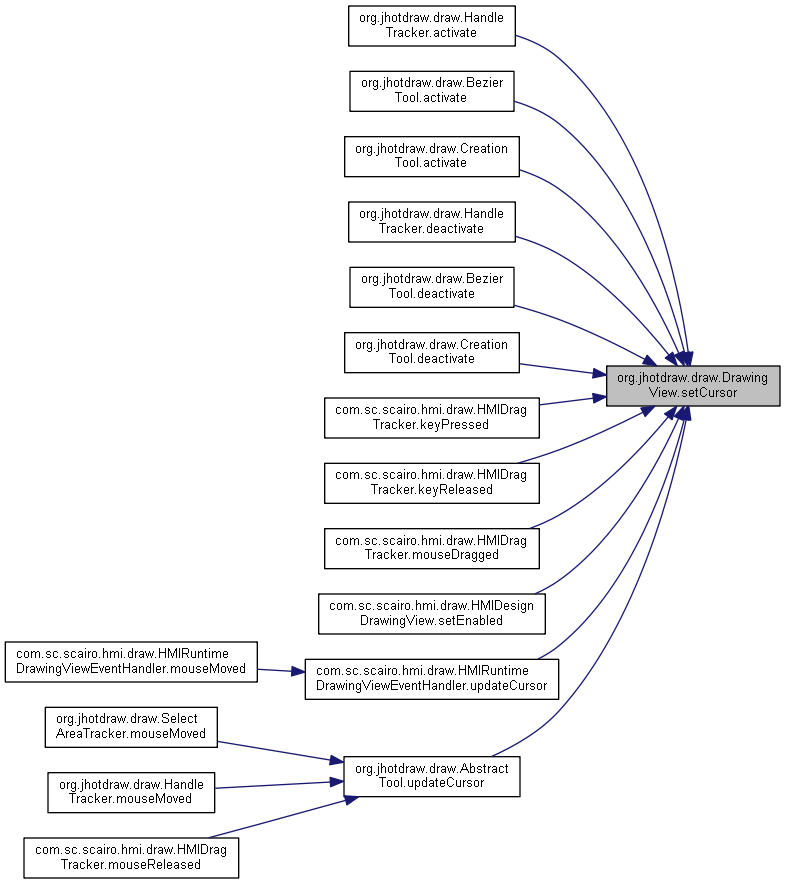 org.jhotdraw.draw.Handle
Tracker.activate
org.jhotdraw.draw.Bezier
Tool.activate
org.jhotdraw.draw.Creation
Tool.activate
org.jhotdraw.draw.Handle
Tracker.deactivate
org.jhotdraw.draw.Bezier
Tool.deactivate
org.jhotdraw.draw.Creation
Tool.deactivate
org.jhotdraw.draw.Drawing
View.setCursor
com.sc.scairo.hmi.draw.HMIDrag
Tracker.keyPressed
com.sc.scairo.hmi.draw.HMIDrag
Tracker.keyReleased
com.sc.scairo.hmi.draw.HMIDrag
Tracker.mouseDragged
com.sc.scairo.hmi.draw.HMIDesign
DrawingView.setEnabled
com.sc.scairo.hmi.draw.HMIRuntime
DrawingViewEventHandler.mouseMoved
com.sc.scairo.hmi.draw.HMIRuntime
DrawingViewEventHandler.updateCursor
org.jhotdraw.draw.Select
AreaTracker.mouseMoved
org.jhotdraw.draw.Abstract
Tool.updateCursor
org.jhotdraw.draw.Handle
Tracker.mouseMoved
com.sc.scairo.hmi.draw.HMIDrag
Tracker.mouseReleased